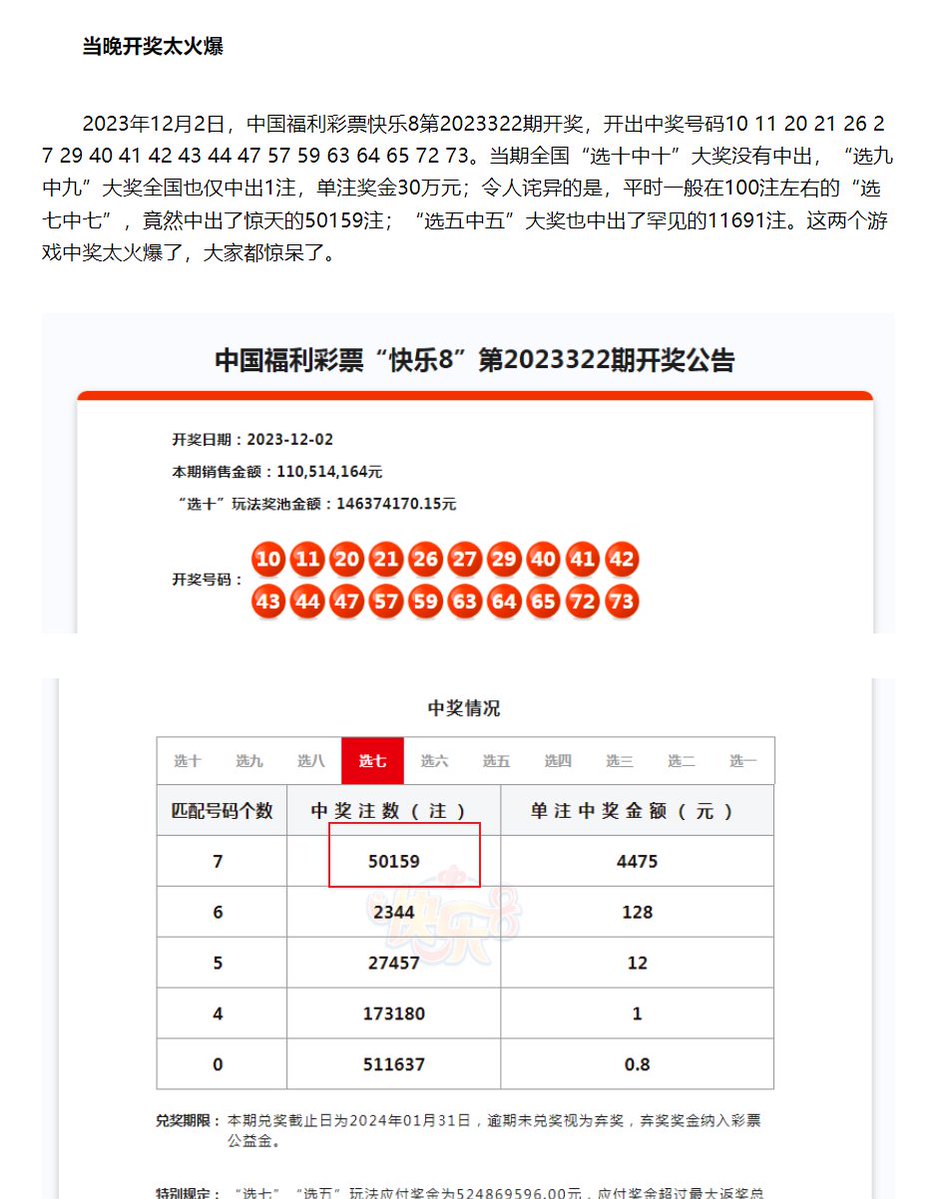 当晚开奖太火爆
2023年12月2日，中国福利彩票快乐8第2023322期开奖，开出中奖号码10 11 20 21 26 2
7 29 40 41 42 43 44 47 57 59 63 64 65 72 73。当期全国“选十中十”大奖没有中出，“选九
中九”大奖全国也仅中出1注，单注奖金30万元；令人诧异的是，平时一般在100注左右的“选
七中七”，竟然中出了惊天的50159注；“选五中五”大奖也中出了罕见的11691注。这两个游
戏中奖太火爆了，大家都惊呆了。
中国福利彩票“快乐8”第2023322期开奖公告
开奖日期：2023-12-02
本期销售金额：110,514,164元
“选十”玩法奖池金额：146374170.15元
开奖号码：
10 11 20 21 26 27 29 40 41 42
43 44 47 57 59 63 64 65 72 73
中奖情况
选十 选九 选八 选七 选六 选五 选四 选三 选二 选一
匹配号码个数 中奖注数（注） 单注中奖金额（元）
7 50159 4475
6 2344 128
快乐8
5 27457 12
4 173180 1
0 511637 0.8
兑奖期限：本期兑奖截止日为2024年01月31日，逾期未兑奖视为弃奖，弃奖奖金纳入彩票
公益金。
特别规定：“选七”“选五”玩法应付奖金为524869596.00元，应付奖金超过最大返奖总